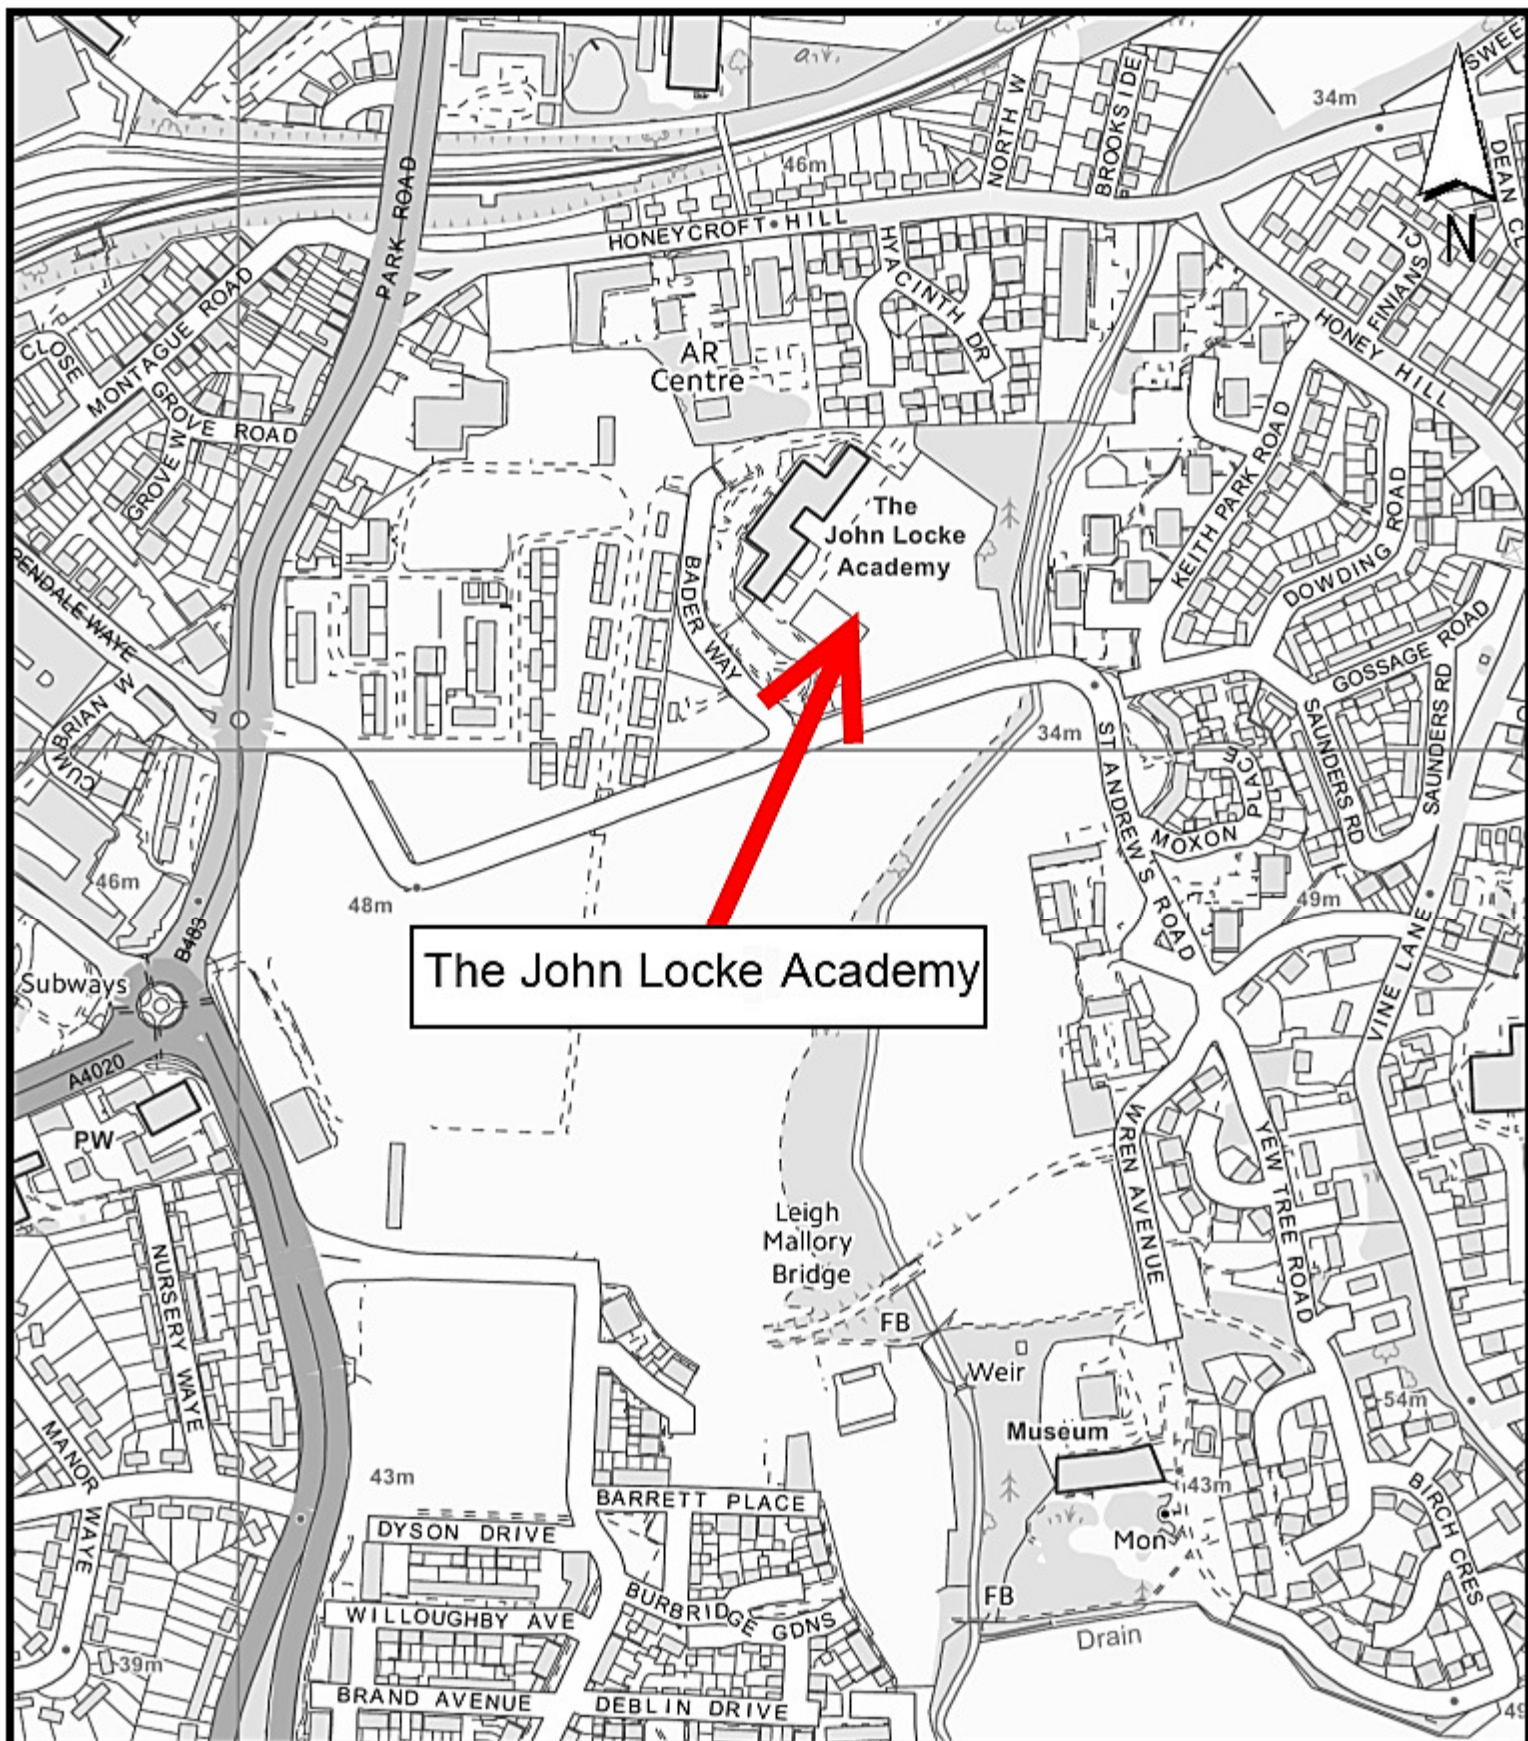 SWEE
34m
NORTH W
BROOKSIDE
DEAN CL
46m
PARK ROAD
HONEYCROFT HILL
HYACINTH DR
N
FINIANS CL
MONTAGUE ROAD
CLOSE
HONEY HILL
AR
Centre
GROVE ROAD
GROVE W
KEITH PARK ROAD
DOWDING ROAD
The
John Locke
Academy
BADER WAY
PENDALE WAYE
GOSSAGE ROAD
CUMBRIAN W
SAUNDERS RD
SAUNDERS RD
34m
ST ANDREW'S ROAD
MOXON PLACE
46m
48m
49m
B483
The John Locke Academy
Subways
VINE LANE
A4020
PW
WREN AVENUE
YEW TREE ROAD
Leigh
Mallory
Bridge
NURSERY WAYE
FB
Weir
54m
Museum
MANOR WAYE
43m
43m
BARRETT PLACE
BIRCH CRES
DYSON DRIVE
Mon
BURBRIDGE GDNS
FB
WILLOUGHBY AVE
Drain
39m
BRAND AVENUE
DEBLIN DRIVE
49